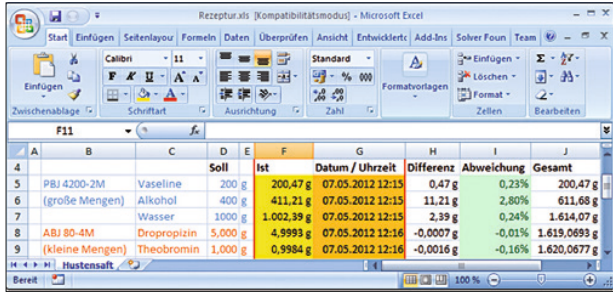 Rezeptur.xls [Kompatibilitätsmodus] - Microsoft Excel
Start Einfügen Seitenlayou Formeln Daten Überprüfen Ansicht Entwicklertc Add-Ins Solver Foun Team
Calibri 11 Standard Einfügen
Einfügen F K U A A % 000 Formatvorlagen Löschen
Format
Zwischenablage Schriftart Ausrichtung Zahl Zellen Bearbeiten
F11 fx
A B C D E F G H I J
4 Soll Ist Datum / Uhrzeit Differenz Abweichung Gesamt
5 PBJ 4200-2M Vaseline 200 g 200,47 g 07.05.2012 12:15 0,47 g 0,23% 200,47 g
6 (große Mengen) Alkohol 400 g 411,21 g 07.05.2012 12:15 11,21 g 2,80% 611,68 g
7 Wasser 1000 g 1.002,39 g 07.05.2012 12:15 2,39 g 0,24% 1.614,07 g
8 ABJ 80-4M Dropropizin 5,000 g 4,9993 g 07.05.2012 12:16 -0,0007 g -0,01% 1.619,0693 g
9 (kleine Mengen) Theobromin 1,000 g 0,9984 g 07.05.2012 12:16 -0,0016 g -0,16% 1.620,0677 g
Hustensaft
Bereit 100 %